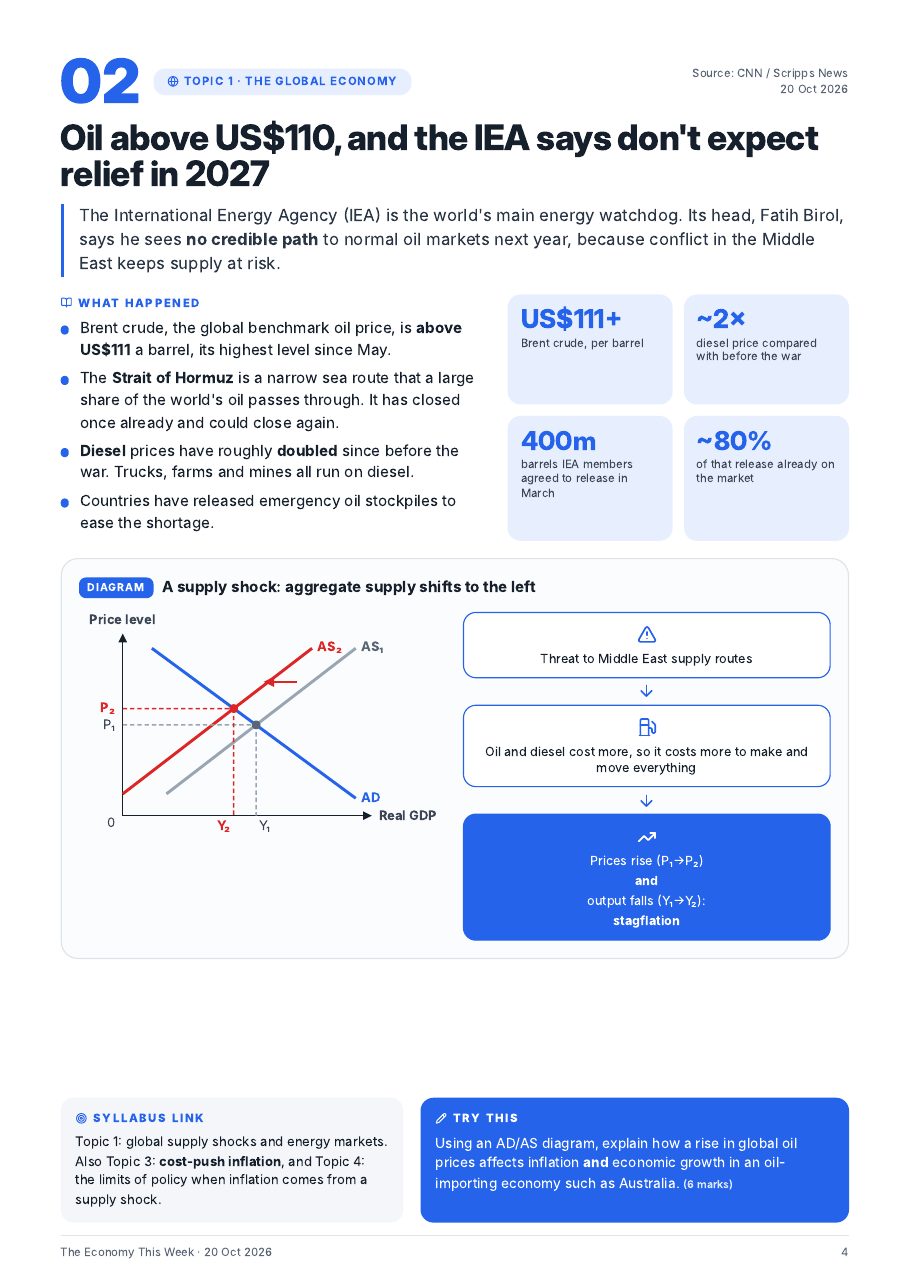 02
TOPIC 1 · THE GLOBAL ECONOMY
Source: CNN / Scripps News
20 Oct 2026
Oil above US$110, and the IEA says don't expect
relief in 2027
The International Energy Agency (IEA) is the world's main energy watchdog. Its head, Fatih Birol,
says he sees no credible path to normal oil markets next year, because conflict in the Middle
East keeps supply at risk.
WHAT HAPPENED
Brent crude, the global benchmark oil price, is above
US$111 a barrel, its highest level since May.
The Strait of Hormuz is a narrow sea route that a large
share of the world's oil passes through. It has closed
once already and could close again.
Diesel prices have roughly doubled since before the
war. Trucks, farms and mines all run on diesel.
Countries have released emergency oil stockpiles to
ease the shortage.
US$111+
Brent crude, per barrel
~2×
diesel price compared
with before the war
400m
barrels IEA members
agreed to release in
March
~80%
of that release already on
the market
DIAGRAM
A supply shock: aggregate supply shifts to the left
Price level
AS₂
AS₁
P₂
P₁
AD
Real GDP
0
Y₂
Y₁
Threat to Middle East supply routes
Oil and diesel cost more, so it costs more to make and
move everything
Prices rise (P₁→P₂)
and
output falls (Y₁→Y₂):
stagflation
SYLLABUS LINK
Topic 1: global supply shocks and energy markets.
Also Topic 3: cost-push inflation, and Topic 4:
the limits of policy when inflation comes from a
supply shock.
TRY THIS
Using an AD/AS diagram, explain how a rise in global oil
prices affects inflation and economic growth in an oil-
importing economy such as Australia. (6 marks)
The Economy This Week · 20 Oct 2026
4